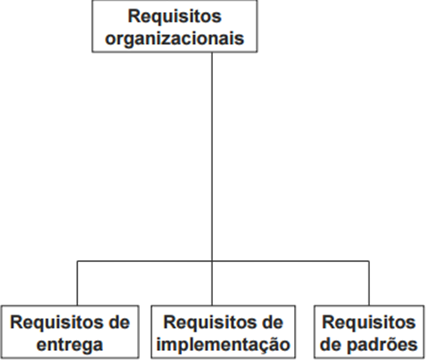 Requisitos
organizacionais
Requisitos de
entrega
Requisitos de
implementação
Requisitos
de padrões